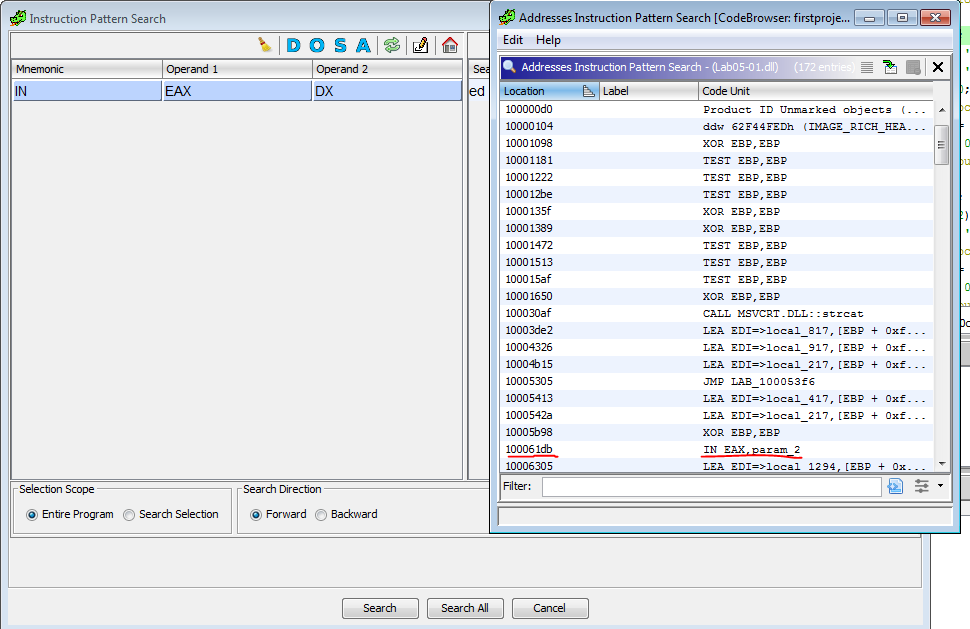 Instruction Pattern Search
D O S A
Mnemonic Operand 1 Operand 2 Sea
IN EAX DX ed
Selection Scope
Entire Program Search Selection
Search Direction
Forward Backward
Search Search All Cancel
Addresses Instruction Pattern Search [CodeBrowser: firstproje...
Edit Help
Addresses Instruction Pattern Search - (Lab05-01.dll) (172 entries)
Location Label Code Unit
100000d0 Product ID Unmarked objects (...
10000104 ddw 62F44FEDh (IMAGE_RICH_HEA...
10001098 XOR EBP,EBP
10001181 TEST EBP,EBP
10001222 TEST EBP,EBP
100012be TEST EBP,EBP
1000135f XOR EBP,EBP
10001389 XOR EBP,EBP
10001472 TEST EBP,EBP
10001513 TEST EBP,EBP
100015af TEST EBP,EBP
10001650 XOR EBP,EBP
100030af CALL MSVCRT.DLL::strcat
10003de2 LEA EDI=>local_817,[EBP + 0xf...
10004326 LEA EDI=>local_917,[EBP + 0xf...
10004b15 LEA EDI=>local_217,[EBP + 0xf...
10005305 JMP LAB_100053f6
10005413 LEA EDI=>local_417,[EBP + 0xf...
1000542a LEA EDI=>local_217,[EBP + 0xf...
10005b98 XOR EBP,EBP
100061db IN EAX,param_2
10006305 LEA EDI=>local_1294,[EBP + 0x...
Filter: